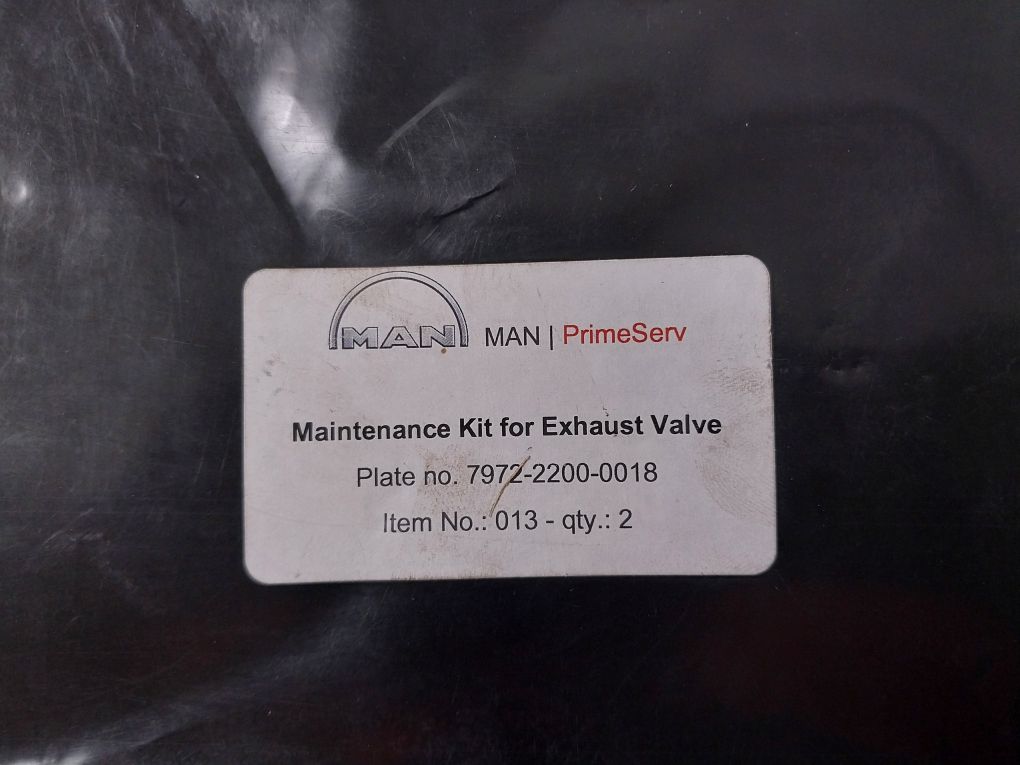 MAN MAN | PrimeServ
Maintenance Kit for Exhaust Valve
Plate no. 7972-2200-0018
Item No.: 013 - qty.: 2